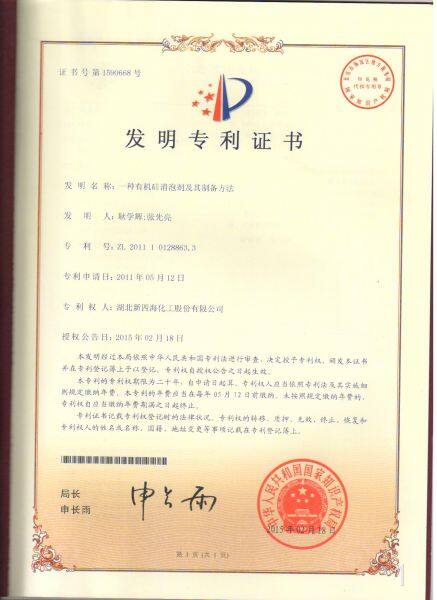 证书号第1590668号
发明专利证书
发明名称：一种有机硅消泡剂及其制备方法
发明人：耿学辉;张先亮
专利号：ZL 2011 1 0128863.3
专利申请日：2011年05月12日
专利权人：湖北新四海化工股份有限公司
授权公告日：2015年02月18日
本发明经过本局依照中华人民共和国专利法进行审查，决定授予专利权，颁发本证书
并在专利登记簿上予以登记。专利权自授权公告之日起生效。
本专利的专利权期限为二十年，自申请日起算。专利权人应当依照专利法及其实施细
则规定缴纳年费。本专利的年费应当在每年05月12日前缴纳。未按照规定缴纳年费的，
专利权自应当缴纳年费期满之日起终止。
专利证书记载专利权登记时的法律状况。专利权的转移、质押、无效、终止、恢复和
专利权人的姓名或名称、国籍、地址变更等事项记载在专利登记簿上。
局长
申长雨
申长雨
中华人民共和国国家知识产权局
2015年02月18日
第1页(共1页)